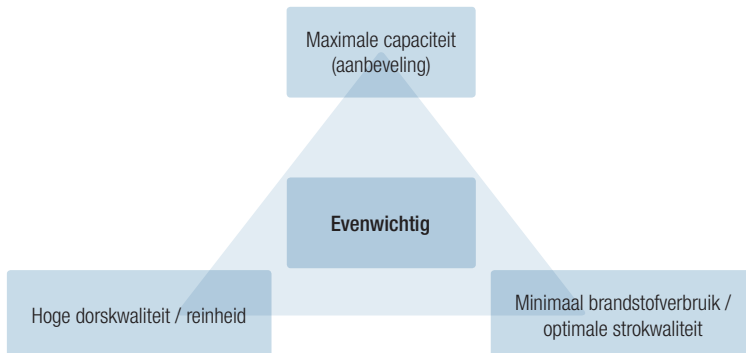 Maximale capaciteit
(aanbeveling)
Evenwichtig
Hoge dorskwaliteit / reinheid
Minimaal brandstofverbruik /
optimale strokwaliteit